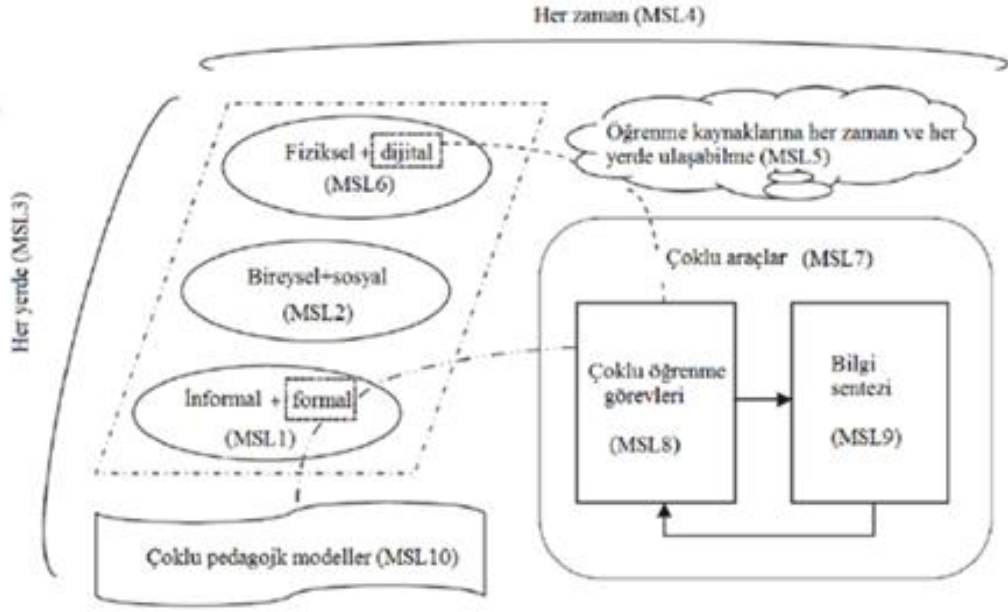 Her zaman (MSL4)
Her yerde (MSL3)
Fiziksel + dijital
(MSL6)
Öğrenme kaynaklarına her zaman ve her
yerde ulaşabilme (MSL5)
Bireysel+sosyal
(MSL2)
Çoklu araçlar (MSL7)
İnformal + formal
(MSL1)
Çoklu öğrenme
görevleri
(MSL8)
Bilgi
sentezi
(MSL9)
Çoklu pedagojk modeller (MSL10)